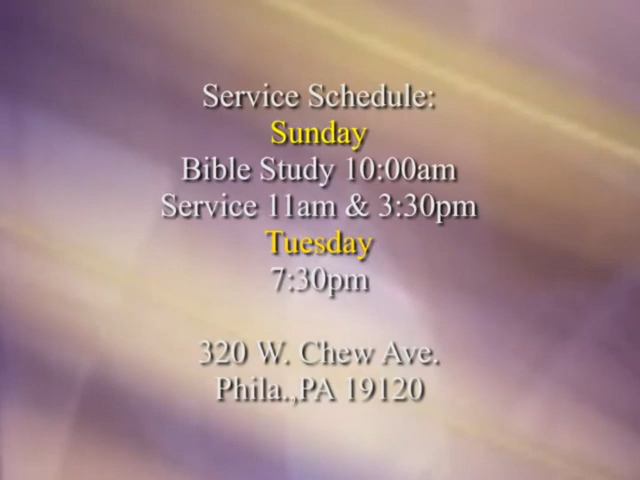 Service Schedule:
Sunday
Bible Study 10:00am
Service 11am & 3:30pm
Tuesday
7:30pm
320 W. Chew Ave.
Phila.,PA 19120